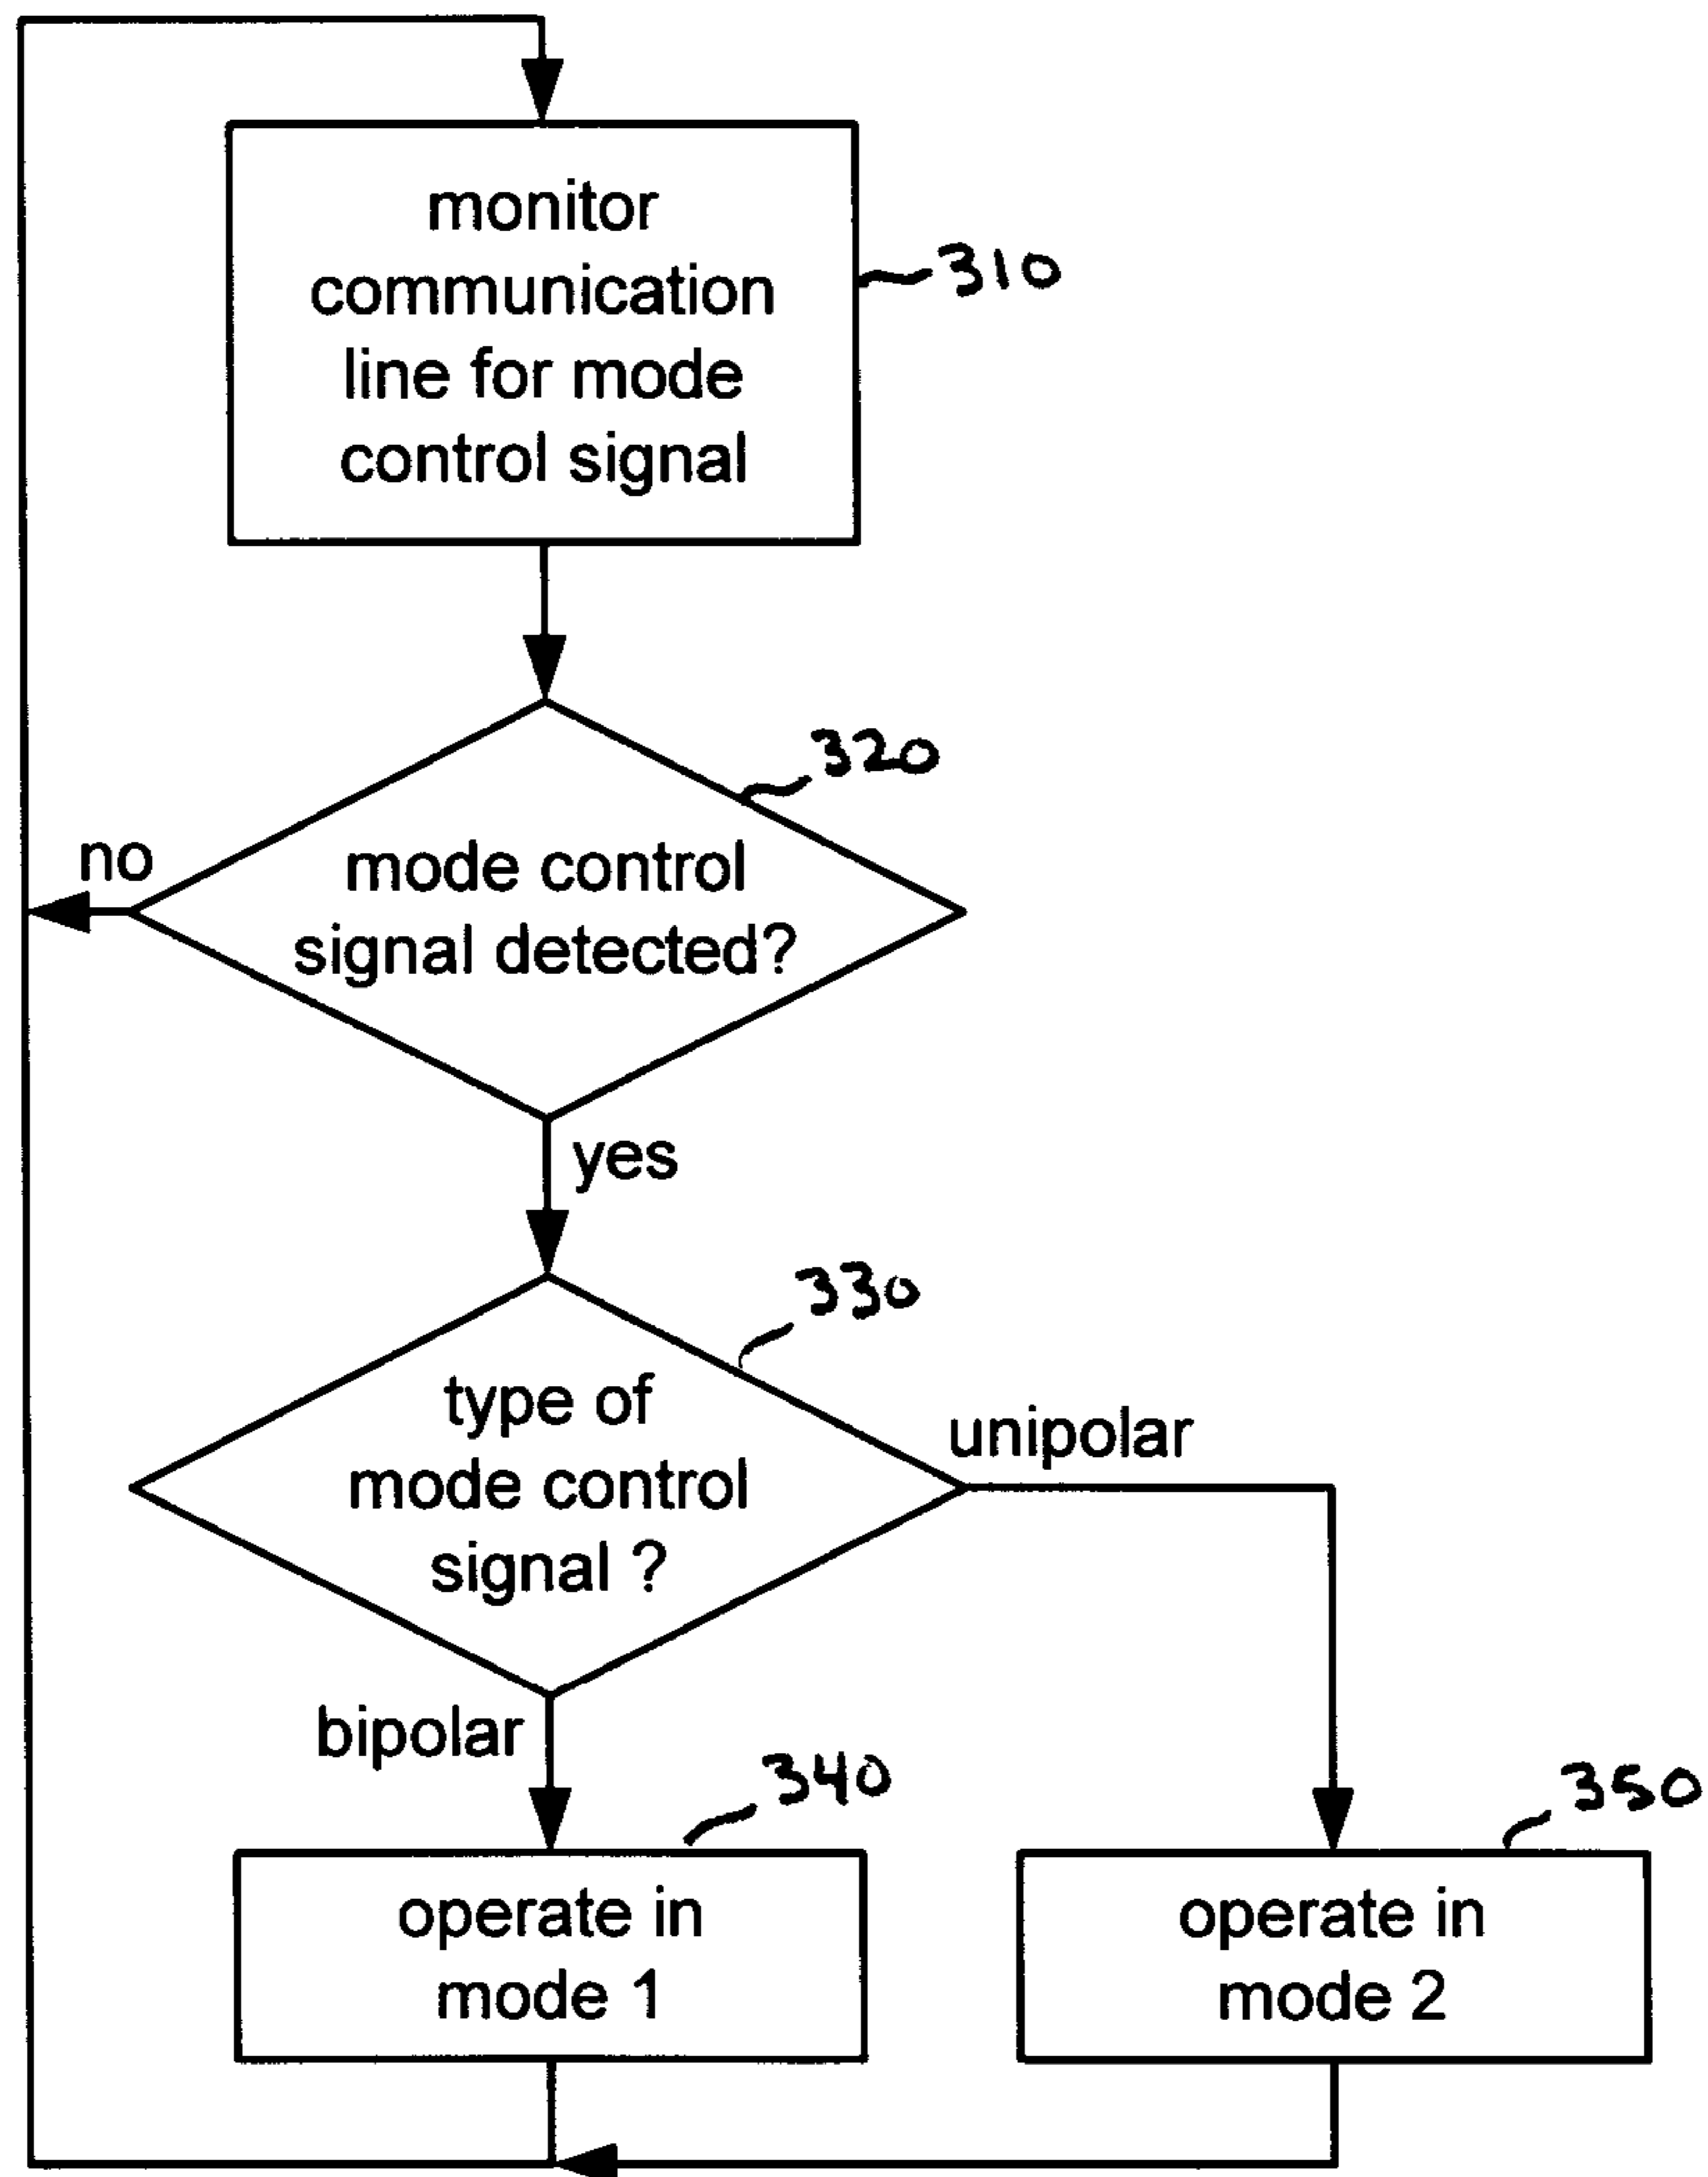 monitor
communication
line for mode
control signal
310
320
no
mode control
signal detected?
yes
330
type of
mode control
signal ?
unipolar
bipolar
340
350
operate in
mode 1
operate in
mode 2